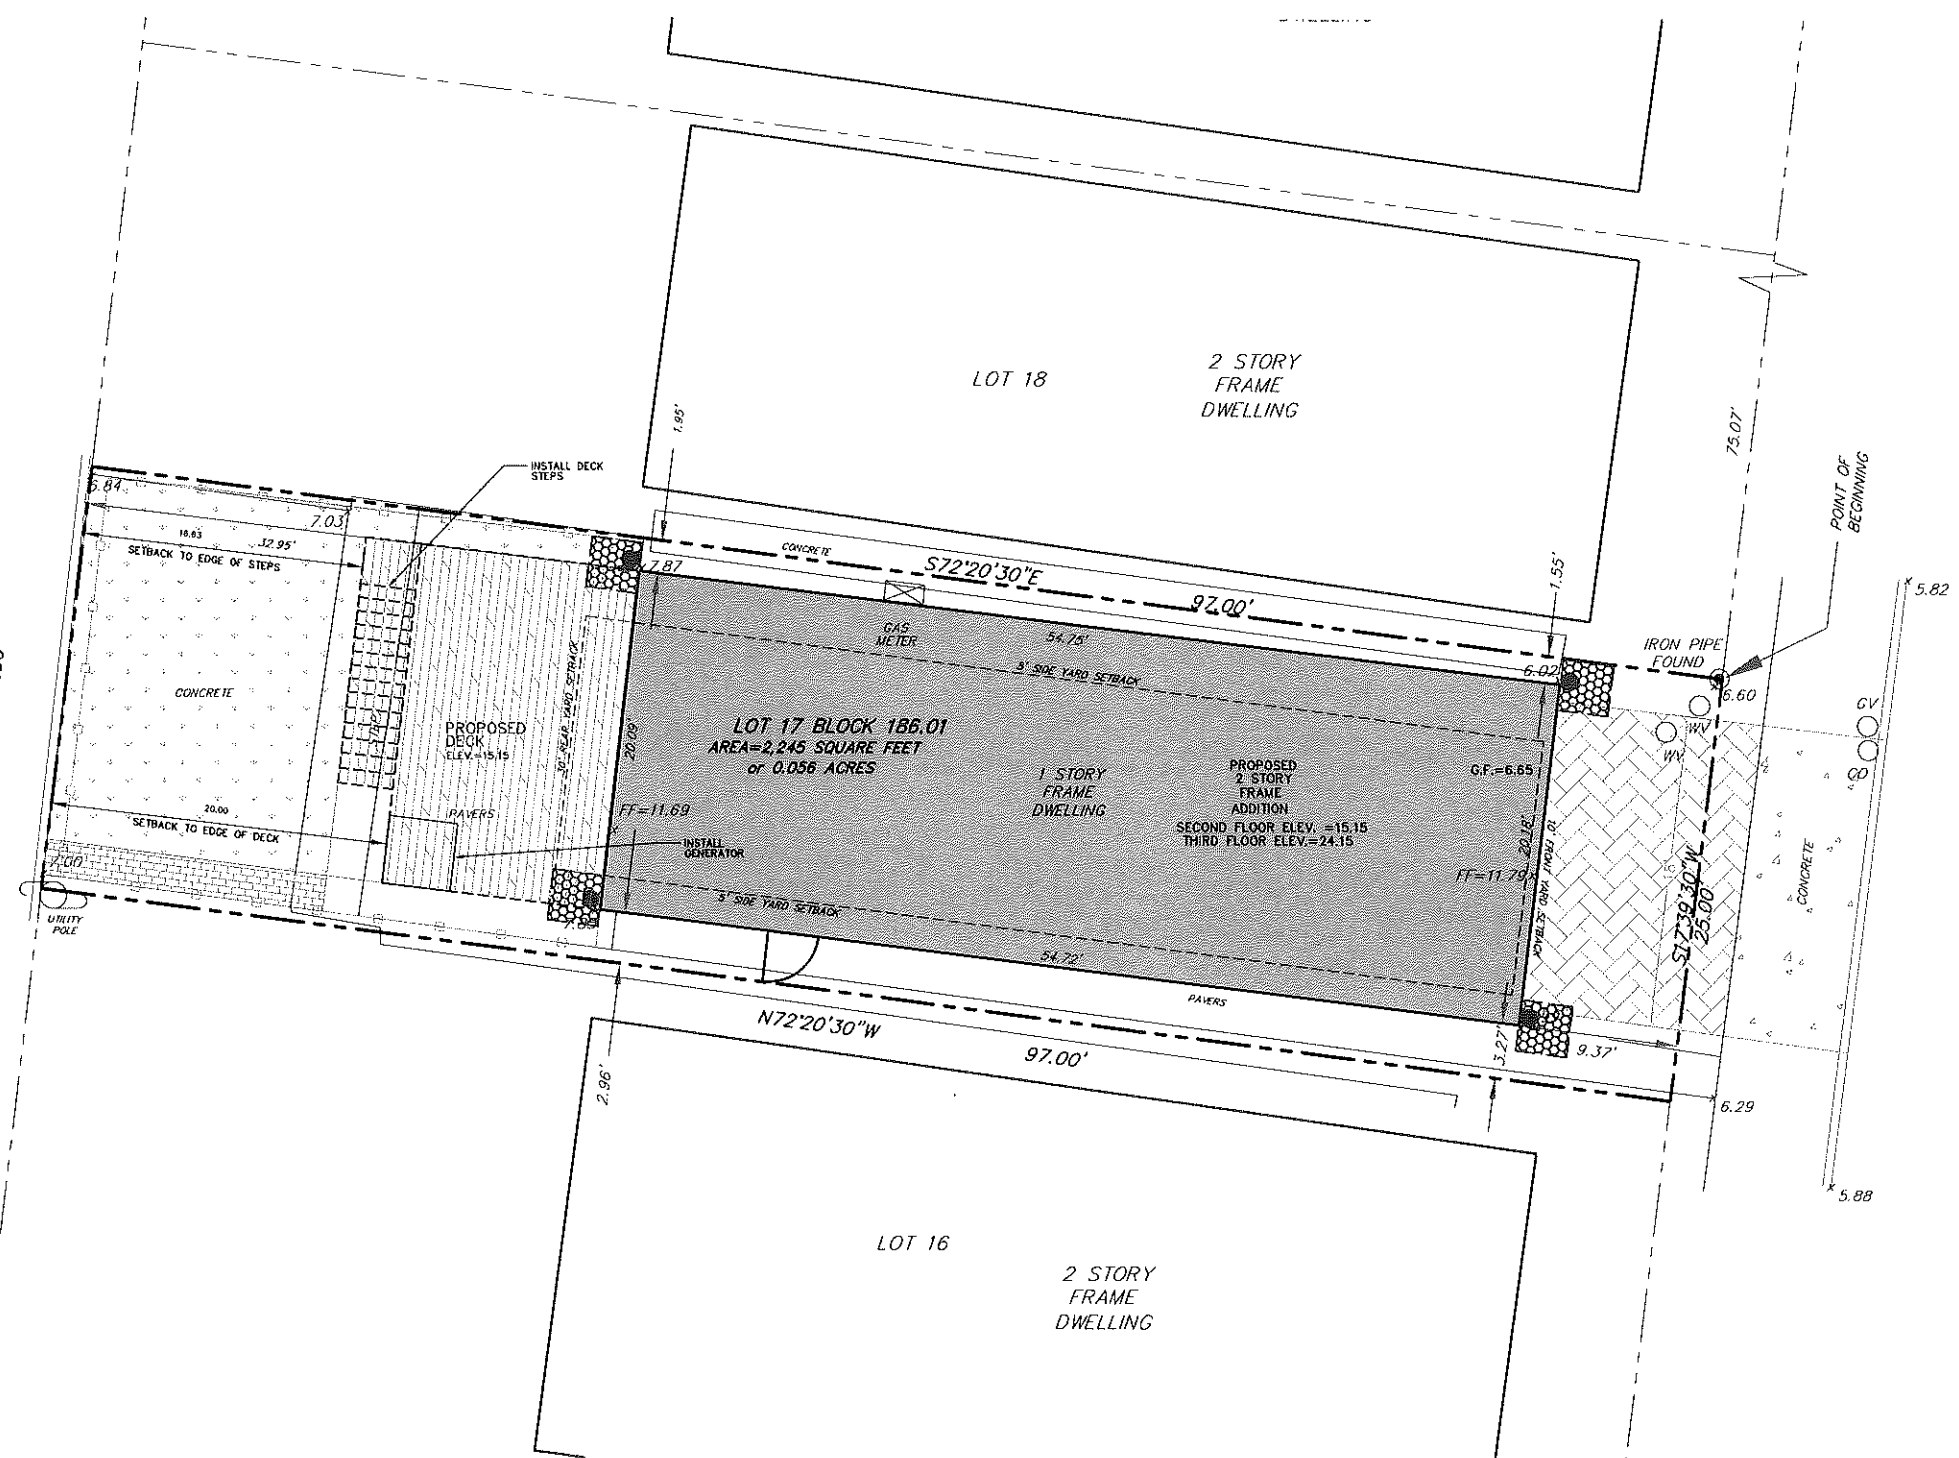 LOT 18
2 STORY
FRAME
DWELLING
1.95'
75.07'
POINT OF
BEGINNING
INSTALL DECK
STEPS
6.84
7.03
32.95'
SETBACK TO EDGE OF STEPS
CONCRETE
S72°20'30"E
97.00'
1.55'
5.82
7.87
GAS
METER
54.75'
5' SIDE YARD SETBACK
6.02
IRON PIPE
FOUND
6.60
GV
WV
WV
CO
CONCRETE
PROPOSED
DECK
ELEV.=15.15
20.09
LOT 17 BLOCK 186.01
AREA=2,245 SQUARE FEET
or 0.056 ACRES
1 STORY
FRAME
DWELLING
PROPOSED
2 STORY
FRAME
ADDITION
SECOND FLOOR ELEV. =15.15
THIRD FLOOR ELEV.=24.15
G.F.=6.65
20.18'
10' FRONT YARD SETBACK
FF=11.69
FF=11.79
PAVERS
20.00
SETBACK TO EDGE OF DECK
INSTALL
GENERATOR
S17°39'30"W
25.00'
CONCRETE
7.00
UTILITY
POLE
5' SIDE YARD SETBACK
54.72'
PAVERS
N72°20'30"W
97.00'
2.96'
3.27'
9.37'
6.29
5.88
LOT 16
2 STORY
FRAME
DWELLING